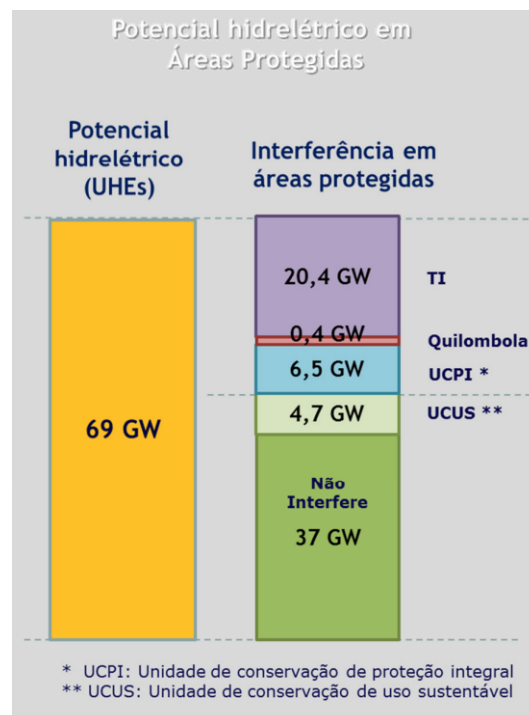 Potencial hidrelétrico em
Áreas Protegidas
Potencial
hidrelétrico
(UHEs)
Interferência em
áreas protegidas
69 GW
20,4 GW
TI
0,4 GW
Quilombola
6,5 GW
UCPI *
4,7 GW
UCUS **
Não
Interfere
37 GW
* UCPI: Unidade de conservação de proteção integral
** UCUS: Unidade de conservação de uso sustentável